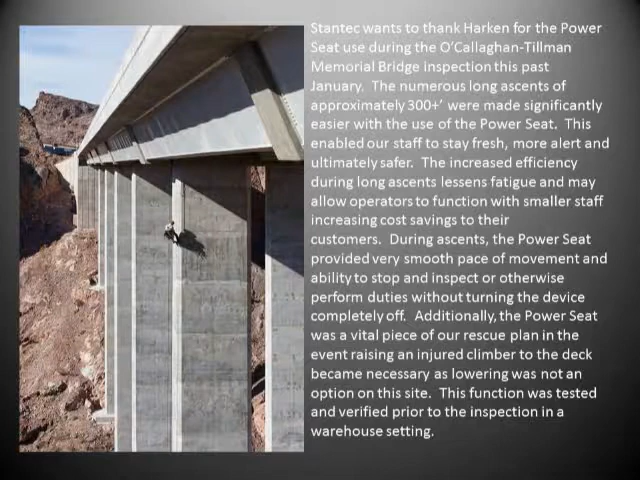 Stantec wants to thank Harken for the Power
Seat use during the O'Callaghan-Tillman
Memorial Bridge inspection this past
January.  The numerous long ascents of
approximately 300+' were made significantly
easier with the use of the Power Seat.  This
enabled our staff to stay fresh, more alert and
ultimately safer.  The increased efficiency
during long ascents lessens fatigue and may
allow operators to function with smaller staff
increasing cost savings to their
customers.  During ascents, the Power Seat
provided very smooth pace of movement and
ability to stop and inspect or otherwise
perform duties without turning the device
completely off.  Additionally, the Power Seat
was a vital piece of our rescue plan in the
event raising an injured climber to the deck
became necessary as lowering was not an
option on this site.  This function was tested
and verified prior to the inspection in a
warehouse setting.